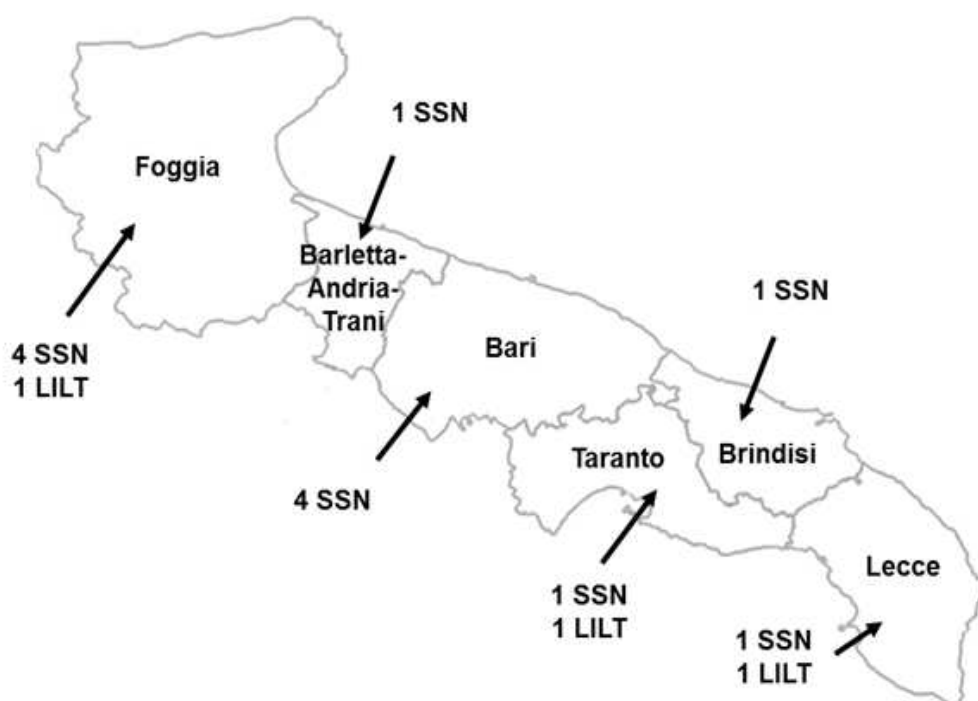 1 SSN
Foggia
Barletta-
Andria-
Trani
1 SSN
4 SSN
1 LILT
Bari
Taranto
Brindisi
4 SSN
Lecce
1 SSN
1 LILT
1 SSN
1 LILT